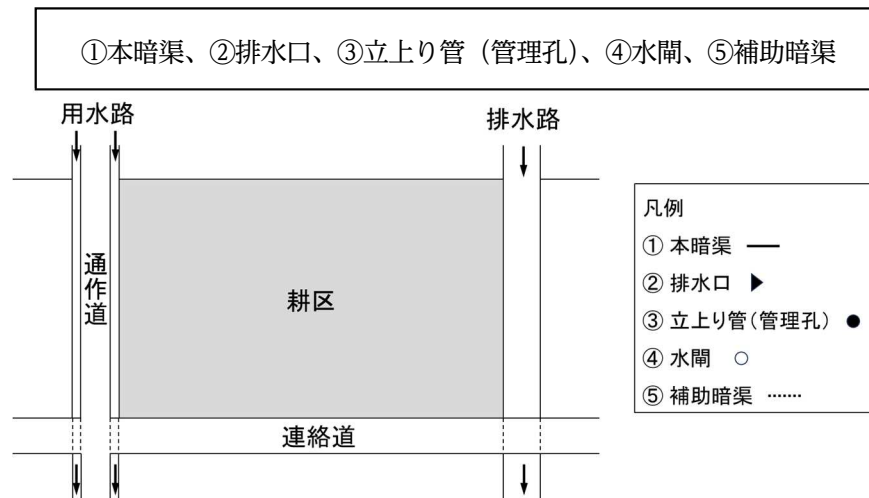 ①本暗渠、②排水口、③立上り管（管理孔）、④水閘、⑤補助暗渠
用水路
排水路
通作道
耕区
連絡道
凡例
① 本暗渠
② 排水口
③ 立上り管(管理孔)
④ 水閘
⑤ 補助暗渠